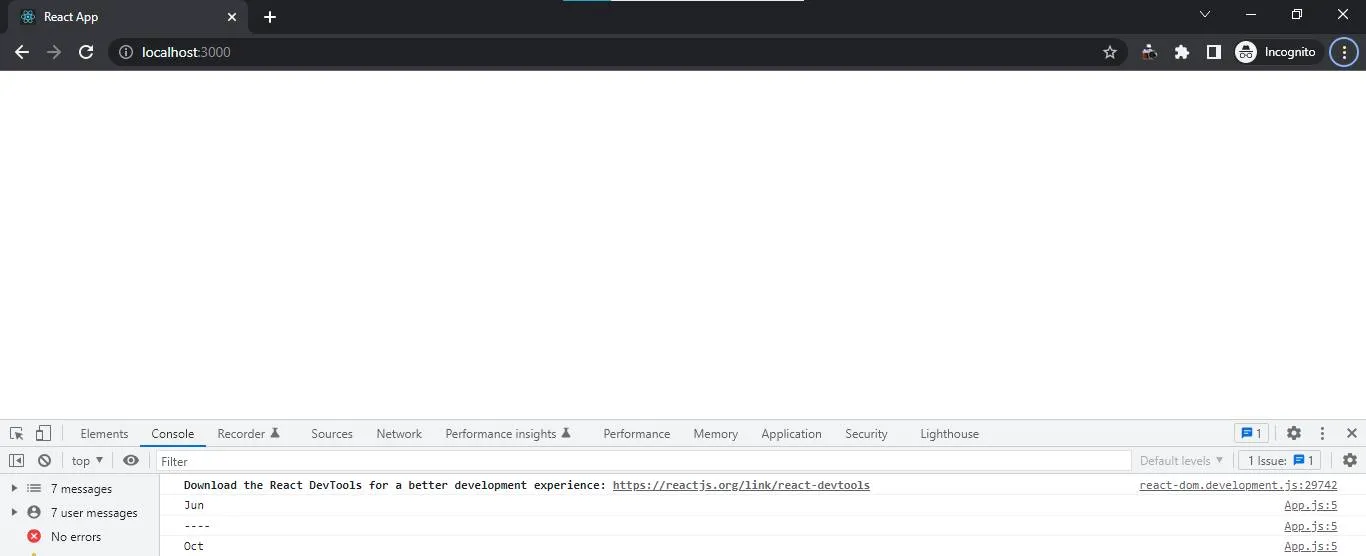 React App
localhost:3000
Incognito
Elements Console Recorder Sources Network Performance insights Performance Memory Application Security Lighthouse 1
top Filter Default levels 1 Issue: 1
7 messages
7 user messages
No errors
Download the React DevTools for a better development experience: https://reactjs.org/link/react-devtools react-dom.development.js:29742
Jun App.js:5
---- App.js:5
Oct App.js:5